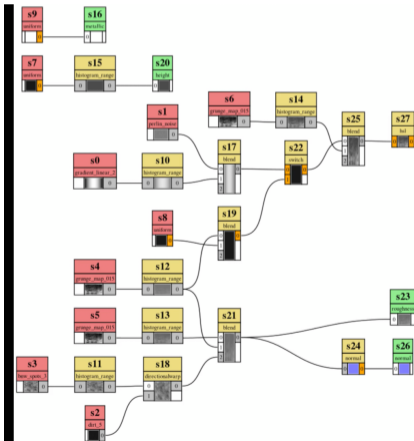 s9
uniform
s16
metallic
s7
uniform
s15
histogram_range
s20
height
s1
perlin_noise
s6
grunge_map_015
s14
histogram_range
s25
blend
s27
hsl
s0
gradient_linear_2
s10
histogram_range
s17
blend
s22
switch
s8
uniform
s19
blend
s4
grunge_map_015
s12
histogram_range
s5
grunge_map_015
s13
histogram_range
s21
blend
s23
roughness
s3
s11
histogram_range
s18
directionalwarp
s24
normal
s26
normal
s2